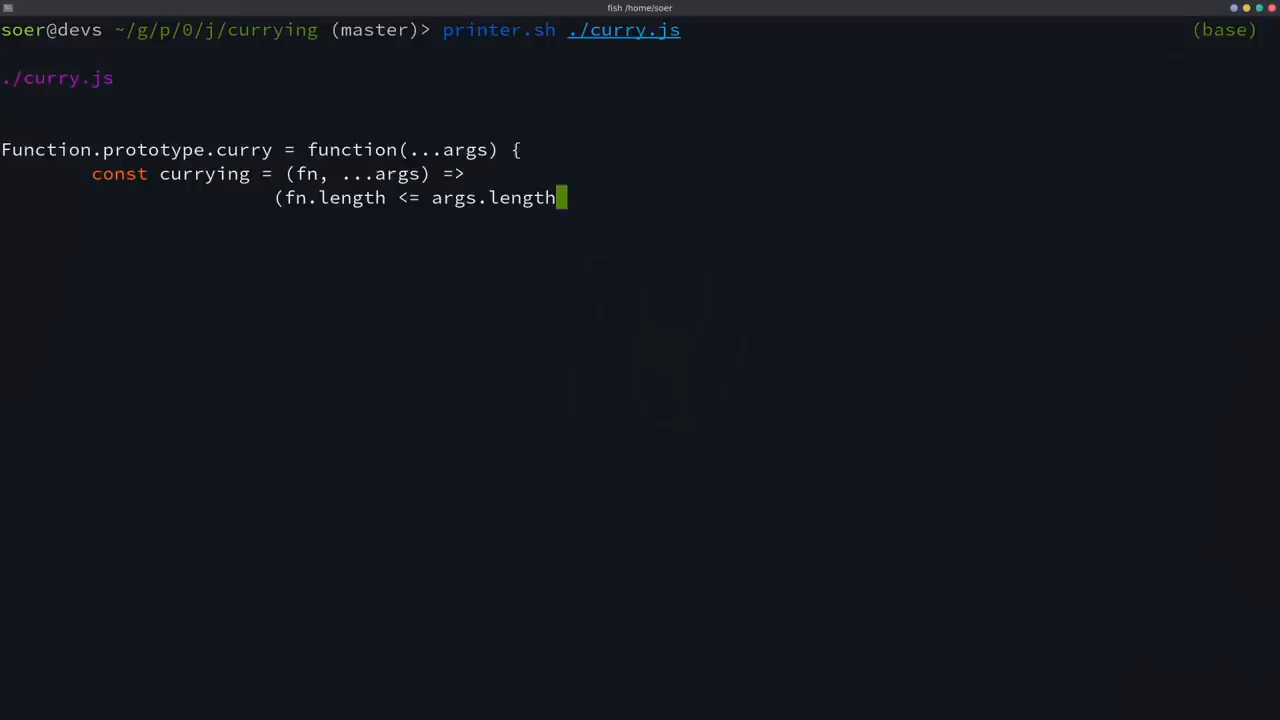 fish /home/soer
soer@devs ~/g/p/0/j/currying (master)> printer.sh ./curry.js (base)
./curry.js
Function.prototype.curry = function(...args) {
const currying = (fn, ...args) =>
(fn.length <= args.length